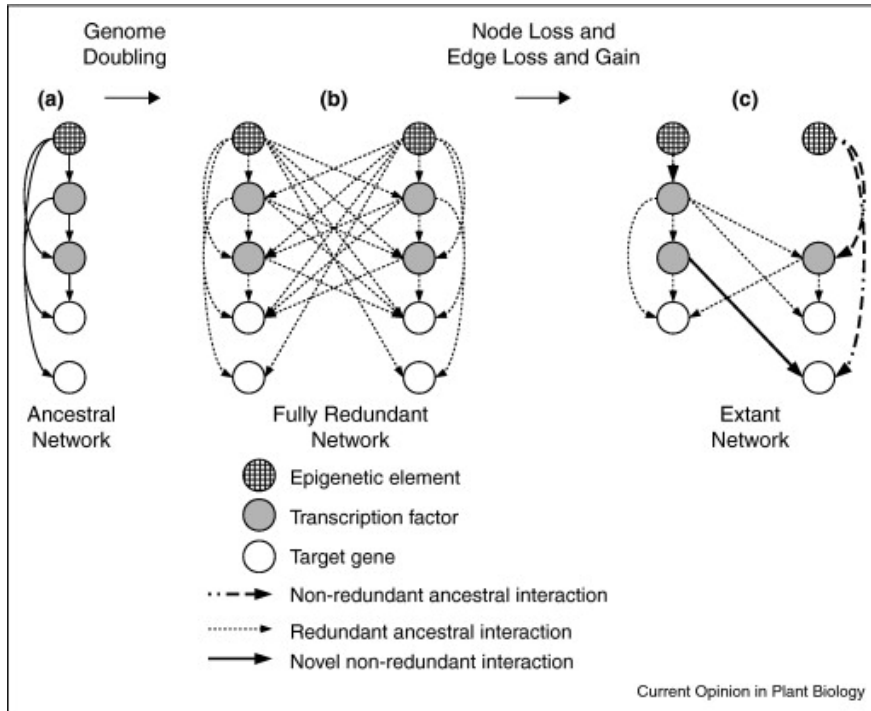 Genome
Doubling
Node Loss and
Edge Loss and Gain
(a)
(b)
(c)
Ancestral
Network
Fully Redundant
Network
Extant
Network
Epigenetic element
Transcription factor
Target gene
Non-redundant ancestral interaction
Redundant ancestral interaction
Novel non-redundant interaction
Current Opinion in Plant Biology